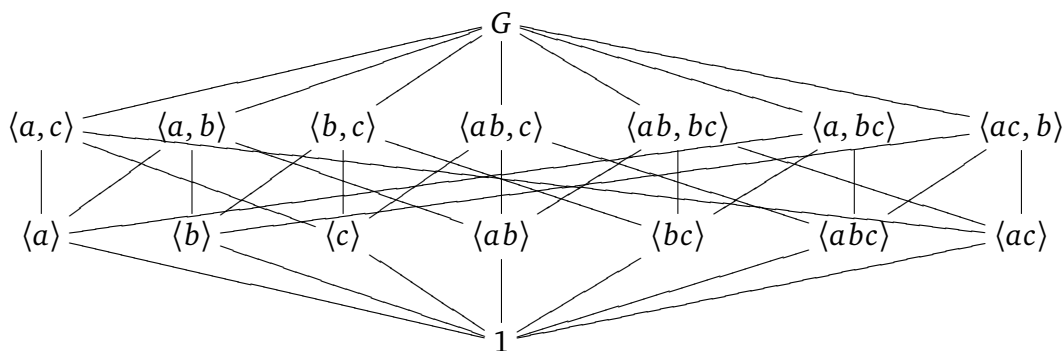 G
⟨a, c⟩ ⟨a, b⟩ ⟨b, c⟩ ⟨ab, c⟩ ⟨ab, bc⟩ ⟨a, bc⟩ ⟨ac, b⟩
⟨a⟩ ⟨b⟩ ⟨c⟩ ⟨ab⟩ ⟨bc⟩ ⟨abc⟩ ⟨ac⟩
1